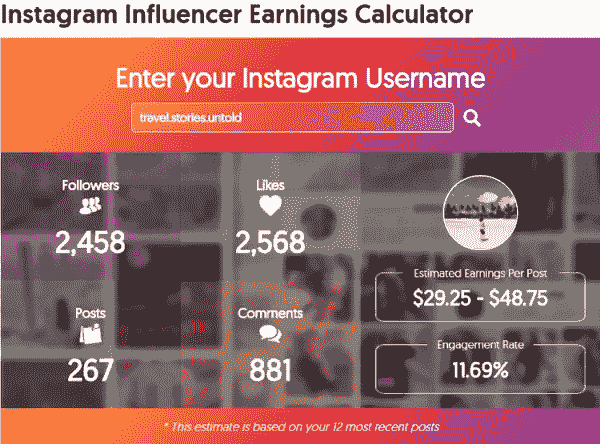 Instagram Influencer Earnings Calculator
Enter your Instagram Username
travel.stories.untold
Followers
2,458
Likes
2,568
Posts
267
Comments
881
Estimated Earnings Per Post
$29.25 - $48.75
Engagement Rate
11.69%
* This estimate is based on your 12 most recent posts